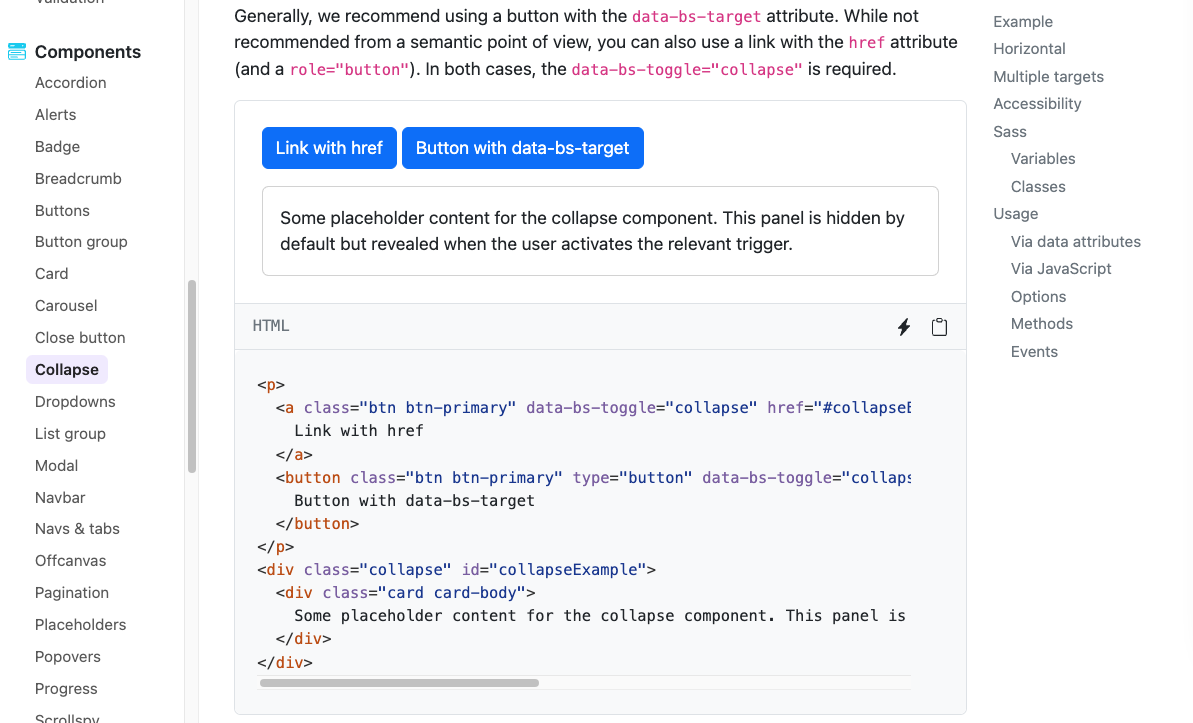 Validation
Components
Accordion
Alerts
Badge
Breadcrumb
Buttons
Button group
Card
Carousel
Close button
Collapse
Dropdowns
List group
Modal
Navbar
Navs & tabs
Offcanvas
Pagination
Placeholders
Popovers
Progress
Scrollspy
Generally, we recommend using a button with the data-bs-target attribute. While not
recommended from a semantic point of view, you can also use a link with the href attribute
(and a role="button"). In both cases, the data-bs-toggle="collapse" is required.
Link with href
Button with data-bs-target
Some placeholder content for the collapse component. This panel is hidden by
default but revealed when the user activates the relevant trigger.
HTML
<p>
  <a class="btn btn-primary" data-bs-toggle="collapse" href="#collapseE
    Link with href
  </a>
  <button class="btn btn-primary" type="button" data-bs-toggle="collaps
    Button with data-bs-target
  </button>
</p>
<div class="collapse" id="collapseExample">
  <div class="card card-body">
    Some placeholder content for the collapse component. This panel is
  </div>
</div>
Example
Horizontal
Multiple targets
Accessibility
Sass
Variables
Classes
Usage
Via data attributes
Via JavaScript
Options
Methods
Events